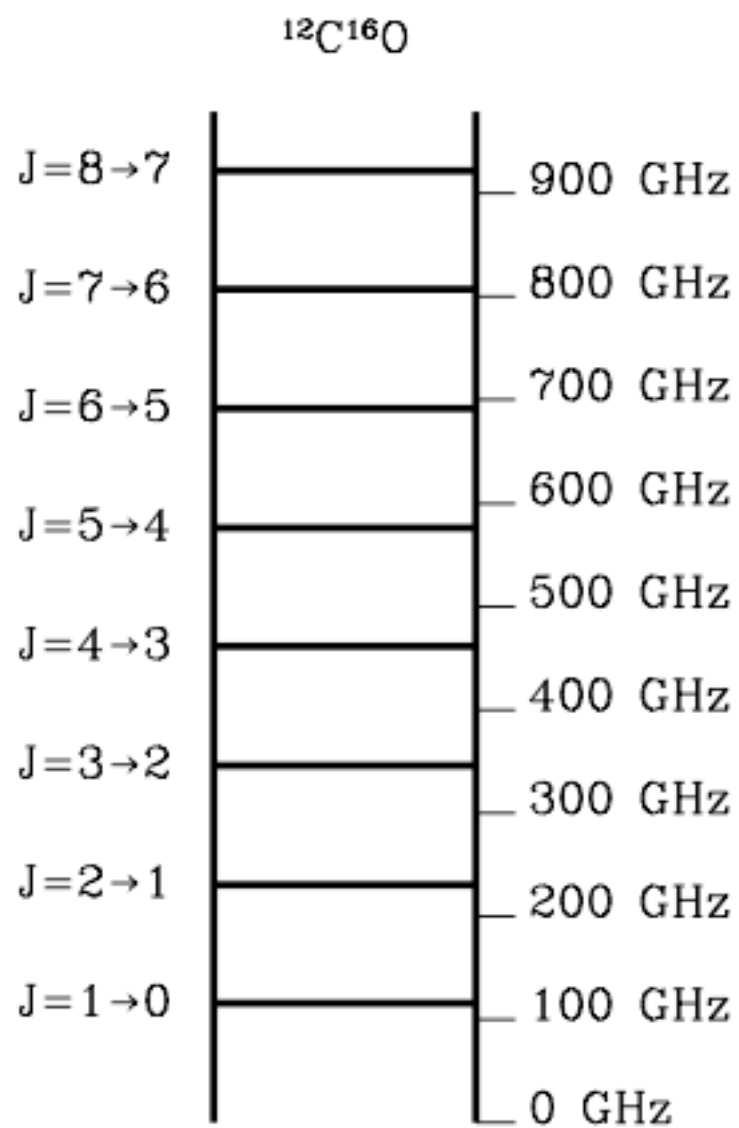 ¹²C¹⁶O
J=8→7
900 GHz
J=7→6
800 GHz
700 GHz
J=6→5
600 GHz
J=5→4
500 GHz
J=4→3
400 GHz
J=3→2
300 GHz
J=2→1
200 GHz
J=1→0
100 GHz
0 GHz